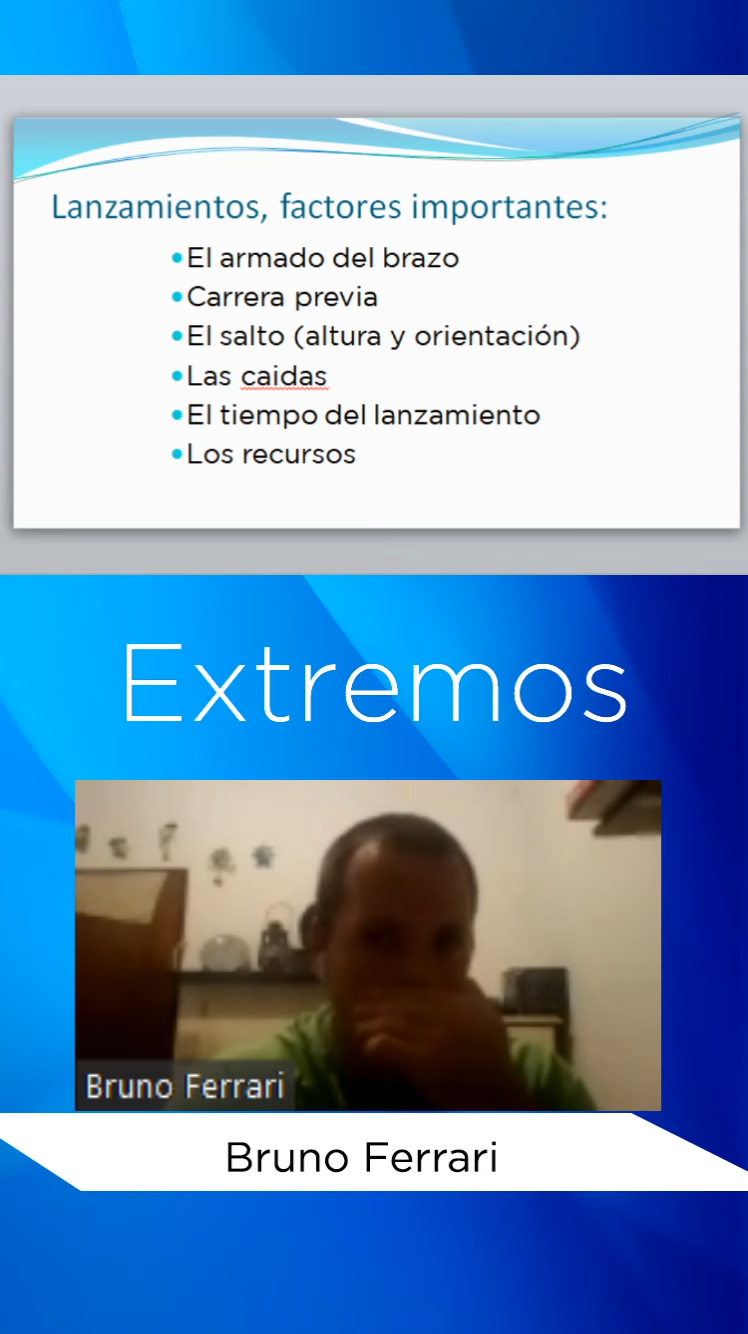 Lanzamientos, factores importantes:
•El armado del brazo
•Carrera previa
•El salto (altura y orientación)
•Las caidas
•El tiempo del lanzamiento
•Los recursos
Extremos
Bruno Ferrari
Bruno Ferrari